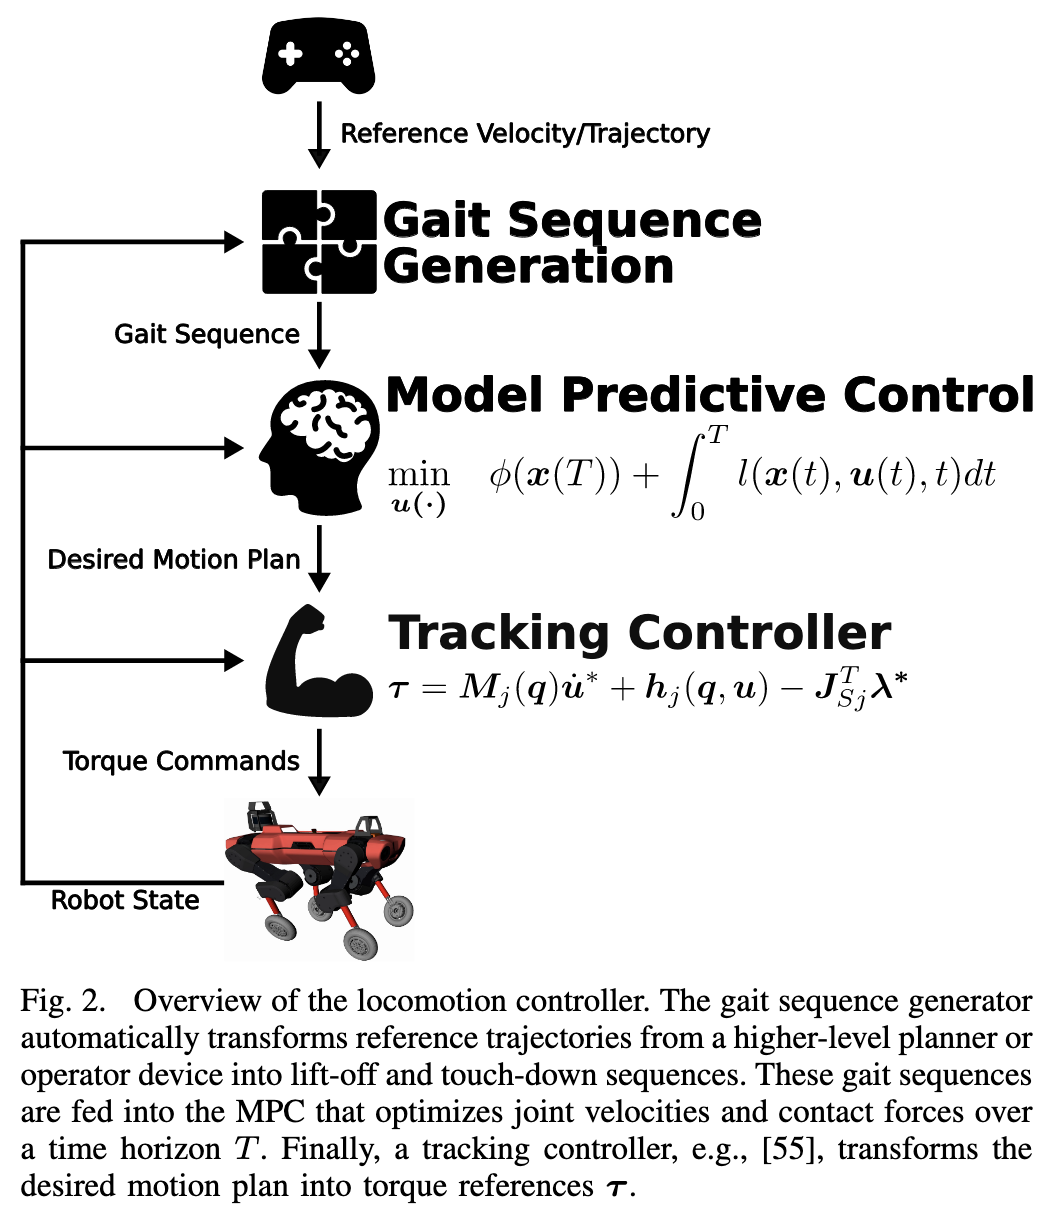 Reference Velocity/Trajectory
Gait Sequence
Generation
Gait Sequence
Model Predictive Control
min_{u(·)} ϕ(x(T)) + ∫_0^T l(x(t), u(t), t)dt
Desired Motion Plan
Tracking Controller
τ = M_j(q)u̇* + h_j(q, u) − J_{Sj}^T λ*
Torque Commands
Robot State
Fig. 2. Overview of the locomotion controller. The gait sequence generator
automatically transforms reference trajectories from a higher-level planner or
operator device into lift-off and touch-down sequences. These gait sequences
are fed into the MPC that optimizes joint velocities and contact forces over
a time horizon T. Finally, a tracking controller, e.g., [55], transforms the
desired motion plan into torque references τ.